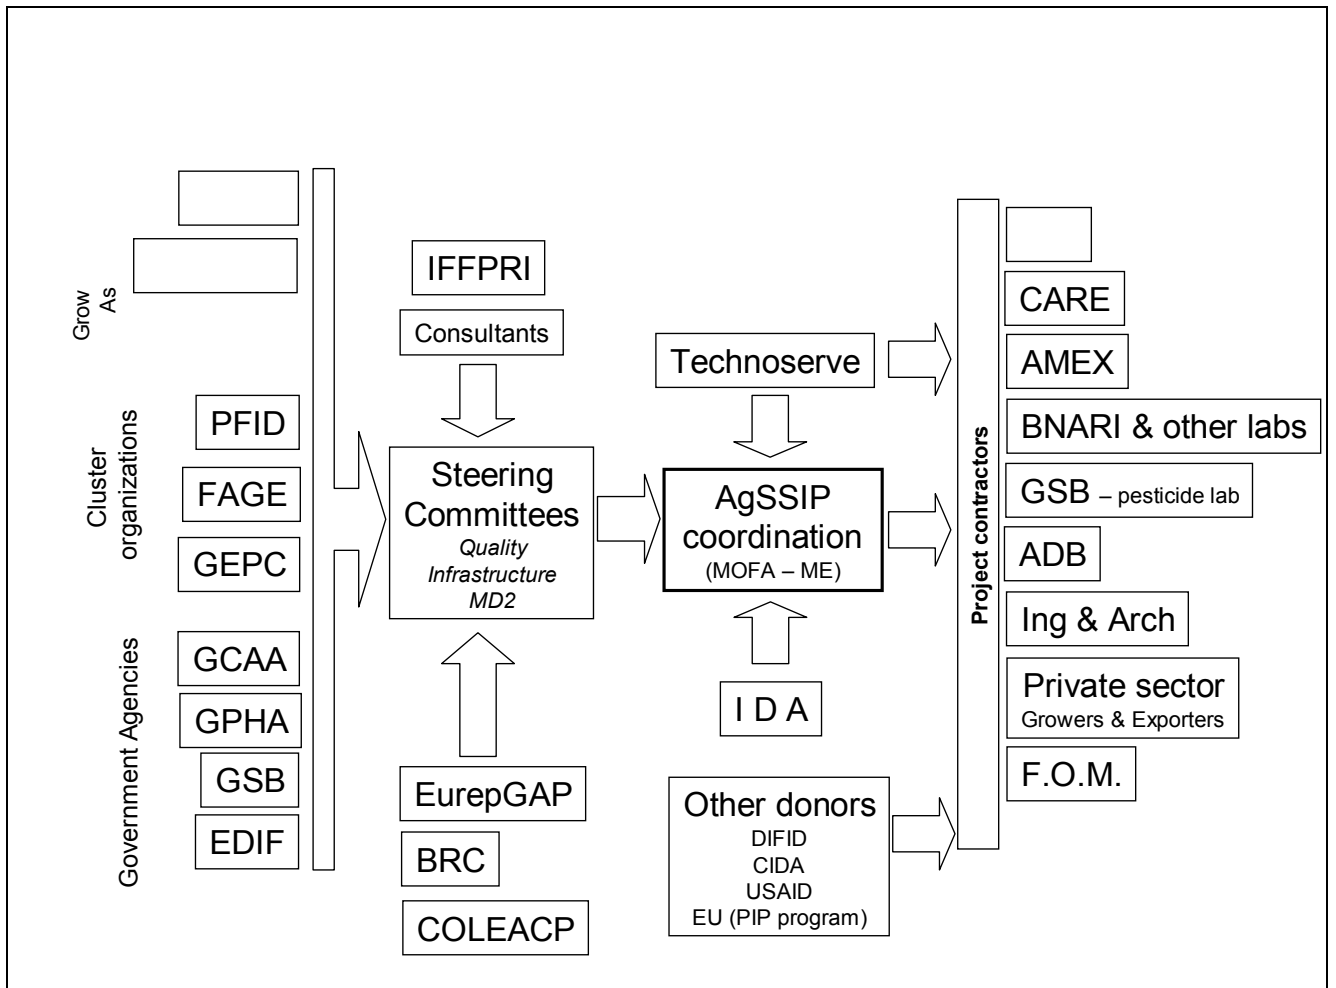 Grow
As
Cluster
organizations
PFID
FAGE
GEPC
Government Agencies
GCAA
GPHA
GSB
EDIF
IFFPRI
Consultants
Steering
Committees
Quality
Infrastructure
MD2
EurepGAP
BRC
COLEACP
Technoserve
AgSSIP
coordination
(MOFA – ME)
I D A
Other donors
DIFID
CIDA
USAID
EU (PIP program)
Project contractors
CARE
AMEX
BNARI & other labs
GSB – pesticide lab
ADB
Ing & Arch
Private sector
Growers & Exporters
F.O.M.